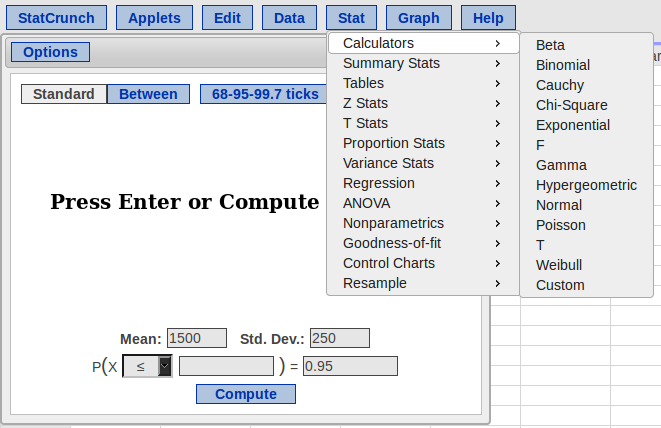 StatCrunch Applets Edit Data Stat Graph Help
Options
Standard Between 68-95-99.7 ticks
Press Enter or Compute
Mean: 1500 Std. Dev.: 250
P(X ≤ ) = 0.95
Compute
Calculators
Summary Stats
Tables
Z Stats
T Stats
Proportion Stats
Variance Stats
Regression
ANOVA
Nonparametrics
Goodness-of-fit
Control Charts
Resample
Beta
Binomial
Cauchy
Chi-Square
Exponential
F
Gamma
Hypergeometric
Normal
Poisson
T
Weibull
Custom